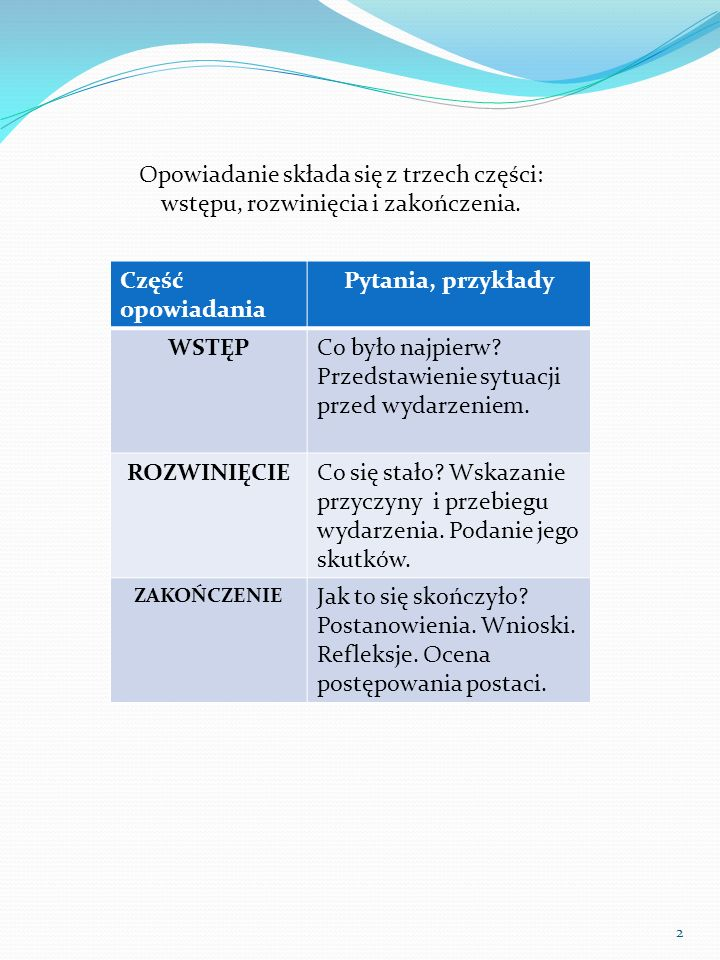 Opowiadanie składa się z trzech części:
wstępu, rozwinięcia i zakończenia.
Część
opowiadania
Pytania, przykłady
WSTĘP
Co było najpierw?
Przedstawienie sytuacji
przed wydarzeniem.
ROZWINIĘCIE
Co się stało? Wskazanie
przyczyny i przebiegu
wydarzenia. Podanie jego
skutków.
ZAKOŃCZENIE
Jak to się skończyło?
Postanowienia. Wnioski.
Refleksje. Ocena
postępowania postaci.
2